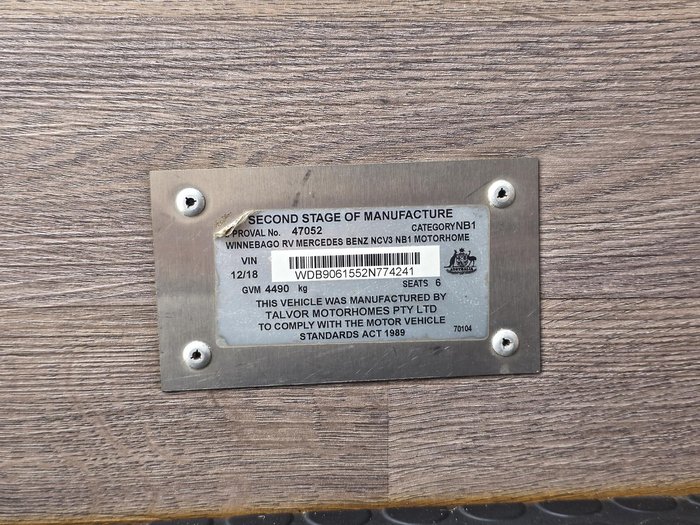 SECOND STAGE OF MANUFACTURE
PROVAL No. 47052 CATEGORY NB1
WINNEBAGO RV MERCEDES BENZ NCV3 NB1 MOTORHOME
VIN
12/18 WDB9061552N774241
GVM 4490 kg SEATS 6
THIS VEHICLE WAS MANUFACTURED BY
TALVOR MOTORHOMES PTY LTD
TO COMPLY WITH THE MOTOR VEHICLE
STANDARDS ACT 1989 70104